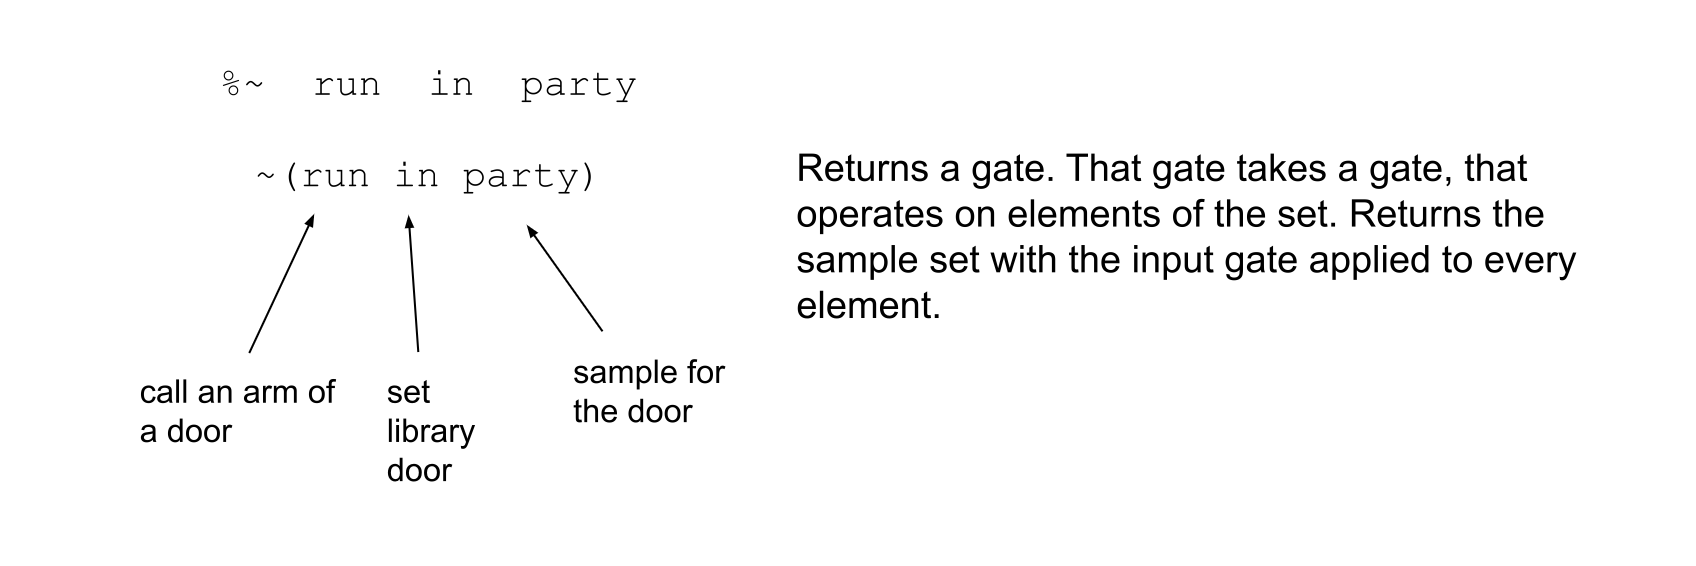 %~  run  in  party
~(run in party)
call an arm of
a door
set
library
door
sample for
the door
Returns a gate. That gate takes a gate, that
operates on elements of the set. Returns the
sample set with the input gate applied to every
element.